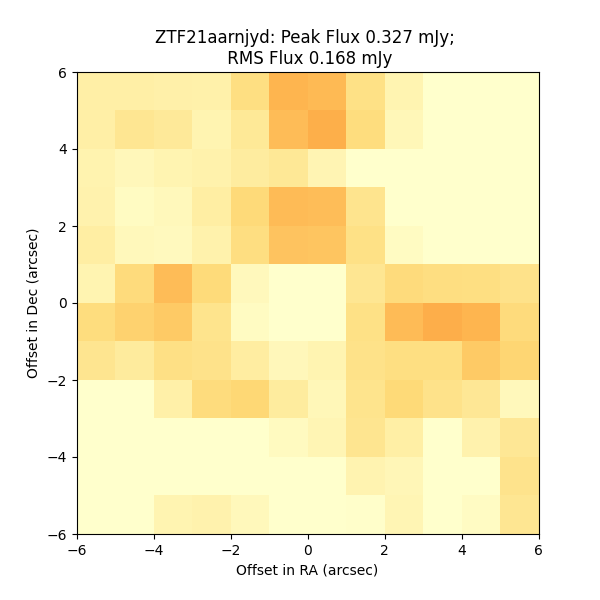 ZTF21aarnjyd: Peak Flux 0.327 mJy;
RMS Flux 0.168 mJy
6
4
2
0
−2
−4
−6
Offset in Dec (arcsec)
−6 −4 −2 0 2 4 6
Offset in RA (arcsec)